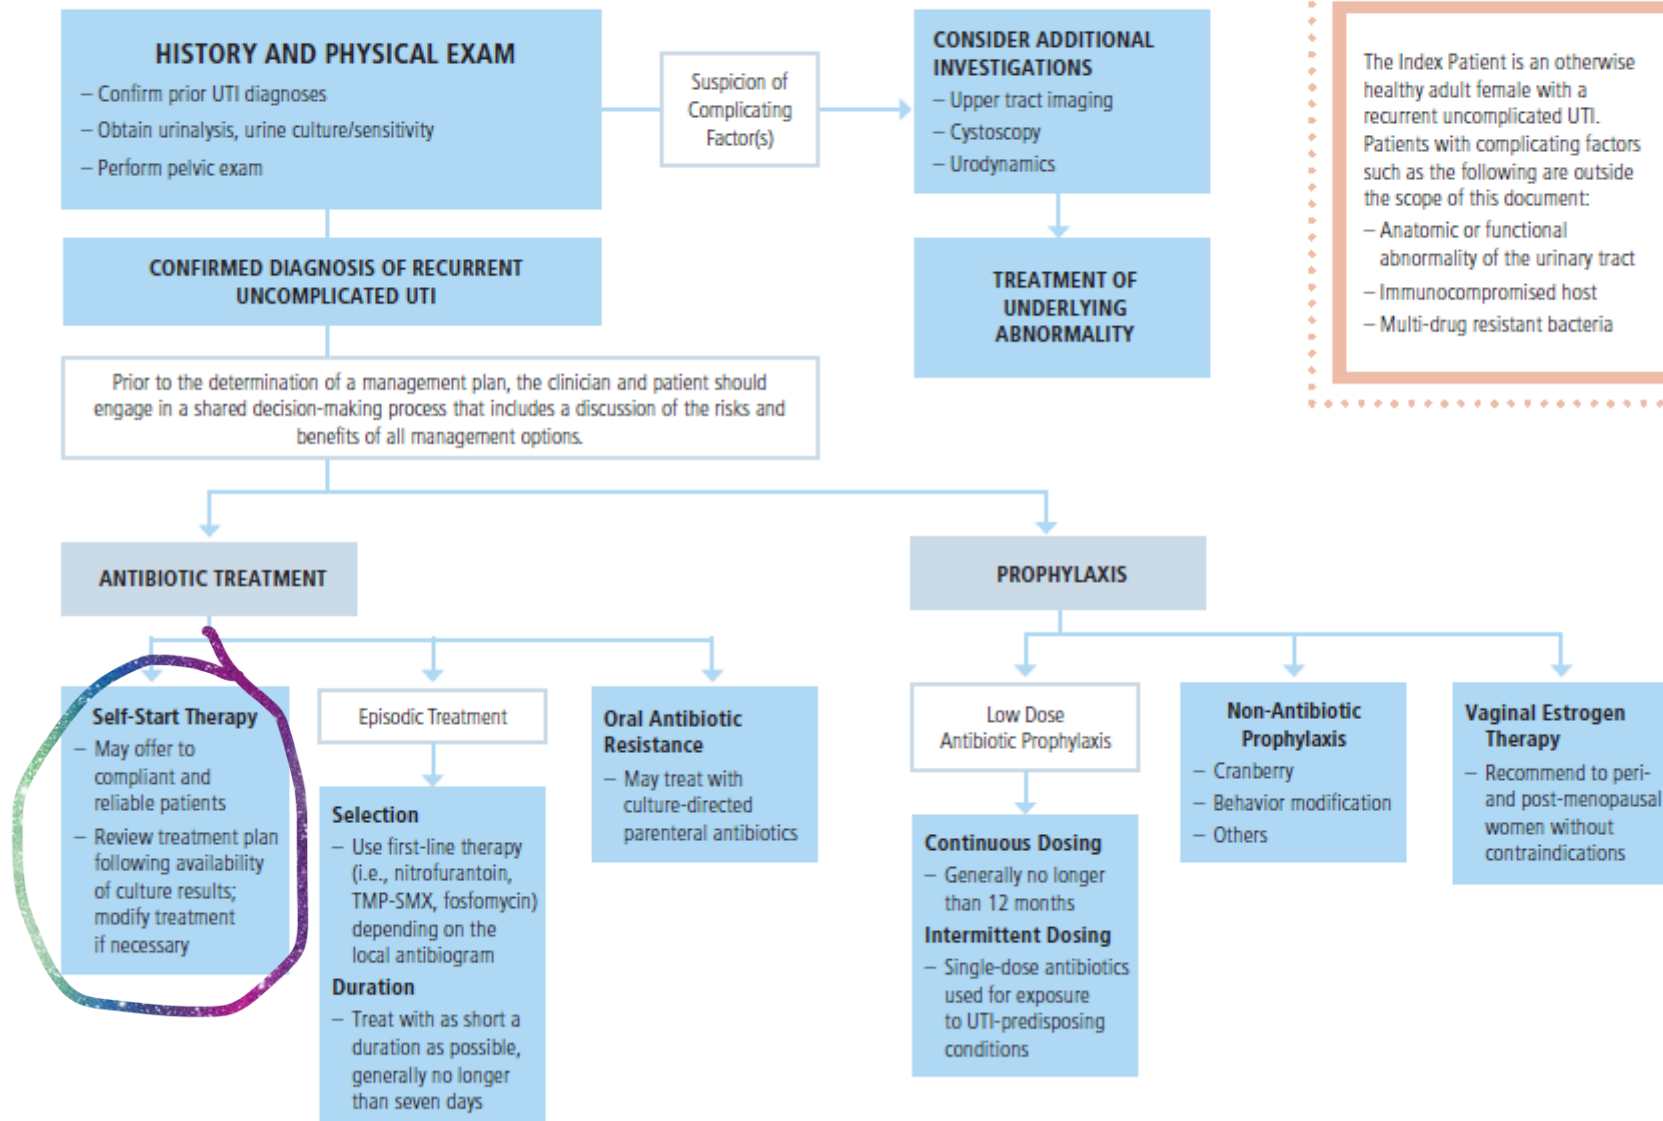 HISTORY AND PHYSICAL EXAM
– Confirm prior UTI diagnoses
– Obtain urinalysis, urine culture/sensitivity
– Perform pelvic exam
Suspicion of
Complicating
Factor(s)
CONSIDER ADDITIONAL
INVESTIGATIONS
– Upper tract imaging
– Cystoscopy
– Urodynamics
The Index Patient is an otherwise
healthy adult female with a
recurrent uncomplicated UTI.
Patients with complicating factors
such as the following are outside
the scope of this document:
– Anatomic or functional
abnormality of the urinary tract
– Immunocompromised host
– Multi-drug resistant bacteria
CONFIRMED DIAGNOSIS OF RECURRENT
UNCOMPLICATED UTI
TREATMENT OF
UNDERLYING
ABNORMALITY
Prior to the determination of a management plan, the clinician and patient should
engage in a shared decision-making process that includes a discussion of the risks and
benefits of all management options.
ANTIBIOTIC TREATMENT
PROPHYLAXIS
Self-Start Therapy
– May offer to
compliant and
reliable patients
– Review treatment plan
following availability
of culture results;
modify treatment
if necessary
Episodic Treatment
Selection
– Use first-line therapy
(i.e., nitrofurantoin,
TMP-SMX, fosfomycin)
depending on the
local antibiogram
Duration
– Treat with as short a
duration as possible,
generally no longer
than seven days
Oral Antibiotic
Resistance
– May treat with
culture-directed
parenteral antibiotics
Low Dose
Antibiotic Prophylaxis
Continuous Dosing
– Generally no longer
than 12 months
Intermittent Dosing
– Single-dose antibiotics
used for exposure
to UTI-predisposing
conditions
Non-Antibiotic
Prophylaxis
– Cranberry
– Behavior modification
– Others
Vaginal Estrogen
Therapy
– Recommend to peri-
and post-menopausal
women without
contraindications